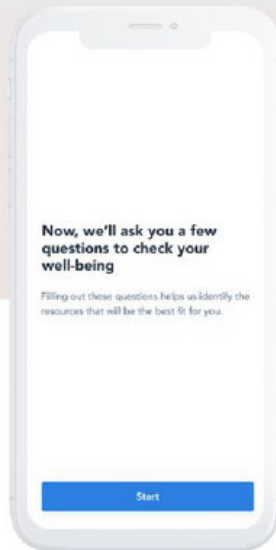 Now, we'll ask you a few
questions to check your
well-being
Filling out these questions helps us identify the
resources that will be the best fit for you.
Start